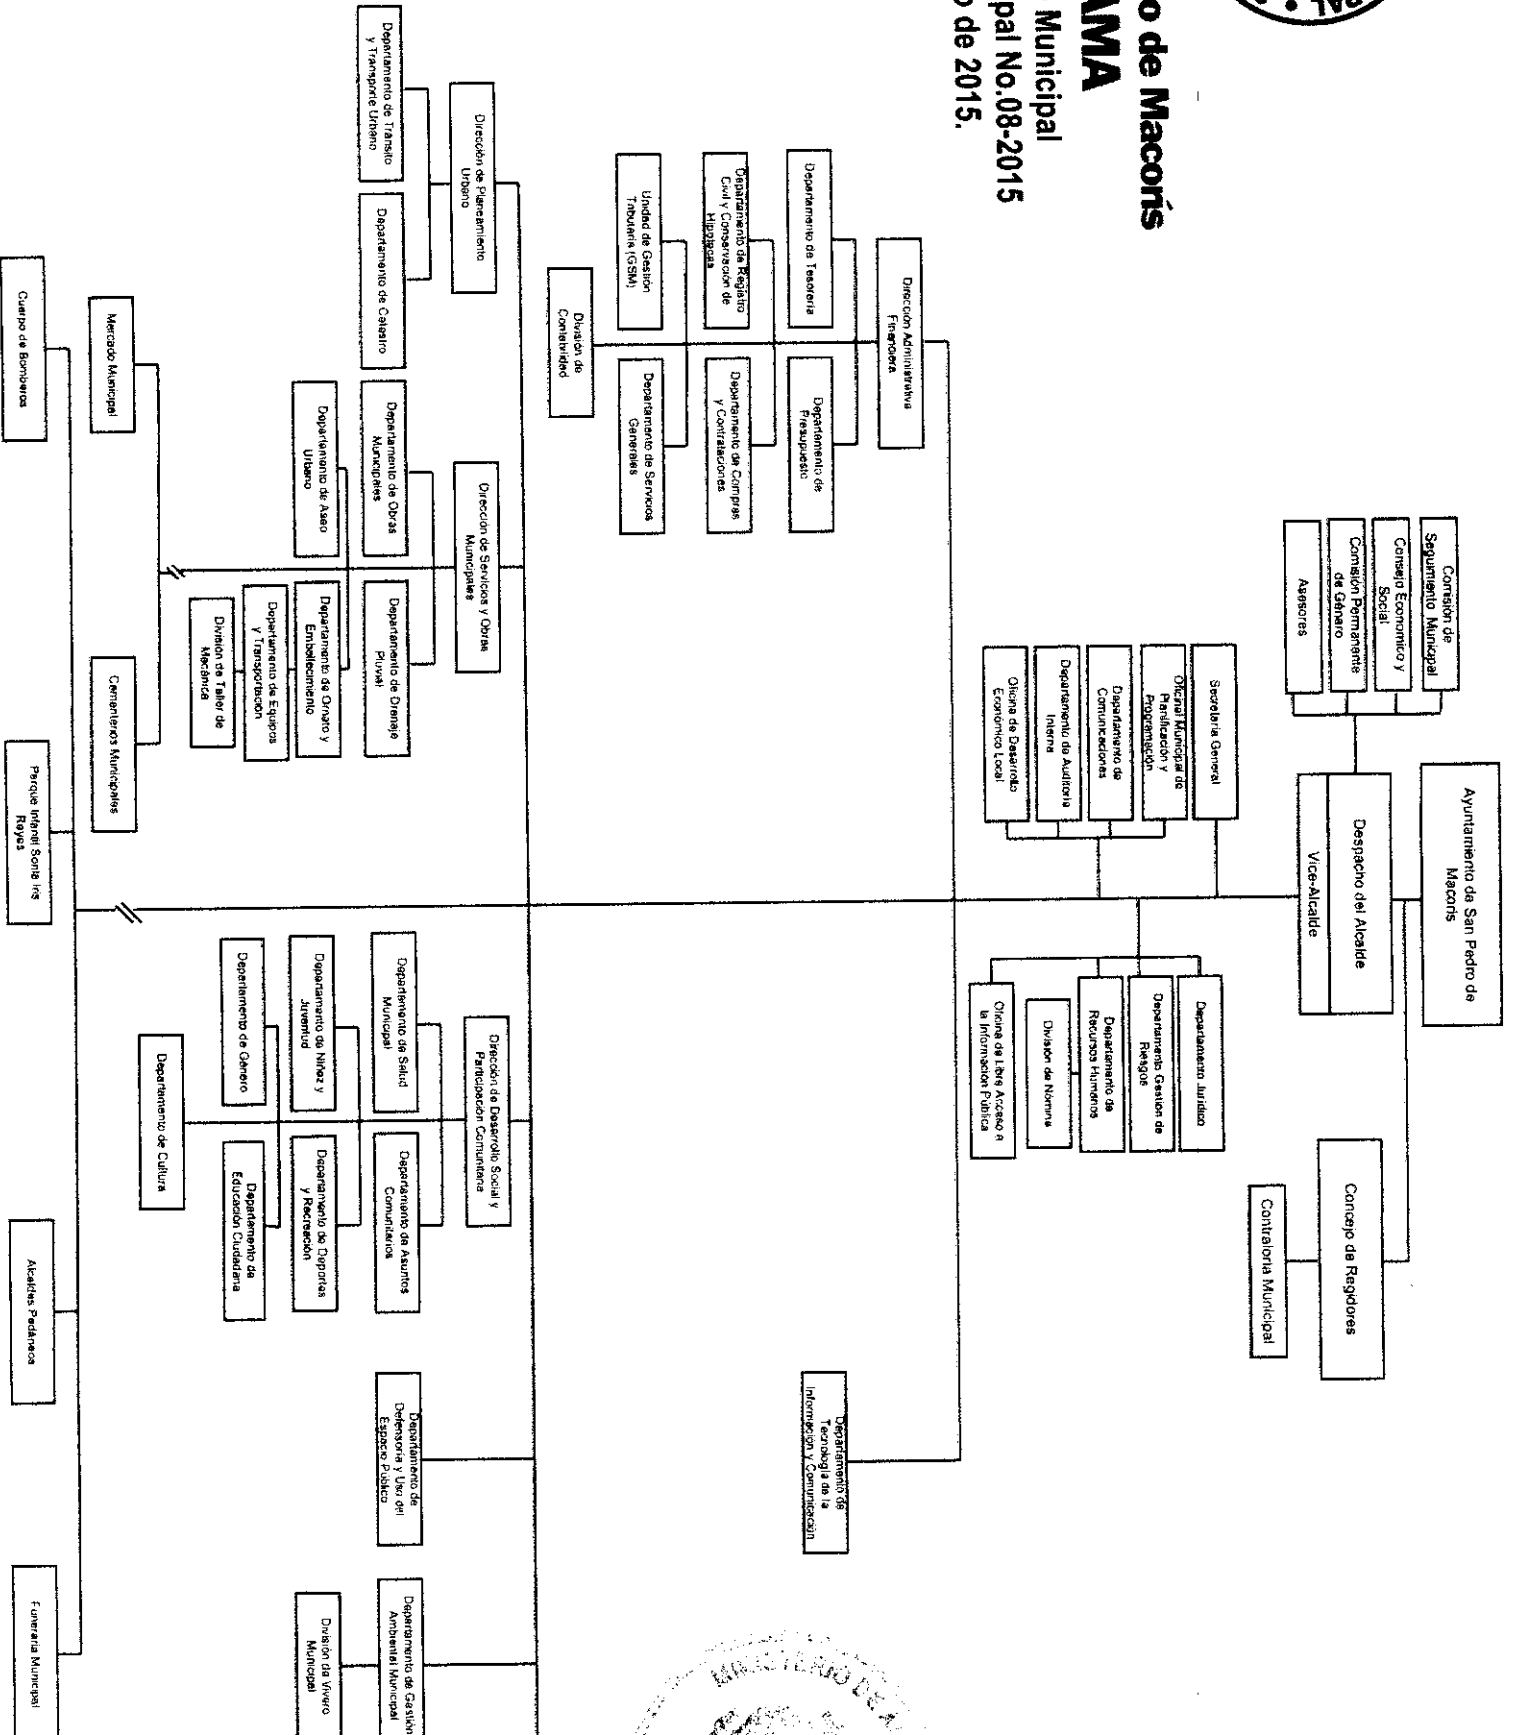 PAL
o de Macorís
AMA
Municipal
pal No.08-2015
o de 2015.
Ayuntamiento de San Pedro de
Macorís
Despacho del Alcalde
Vice-Alcalde
Concejo de Regidores
Contraloría Municipal
Comisión de
Seguimiento Municipal
Consejo Economico y
Social
Comisión Permanante
de Género
Asesores
Secretaria General
Oficinal Municipal de
Planificación y
Programación
Departamento de
Comunicaciones
Departamento de Auditoria
Interna
Oficina de Desarrollo
Económico Local
Departamento Jurídico
Departamento Gestion de
Riesgos
Departamento de
Recursos Humanos
División de Nómina
Oficina de Libre Acceso a
la Información Pública
Dirección Administrativa
Financiera
Departamento de Tesorería
Departamento de
Presupuesto
Departamento de Registro
Civil y Conservación de
Hipotecas
Departamento de Compras
y Contrataciones
Unidad de Gestión
Tributaria (GSM)
Departamento de Servicios
Generales
División de
Contabilidad
Departamento de
Tecnología de la
Información y Comunicación
Dirección de Planeamiento
Urbano
Departamento de Tránsito
y Transporte Urbano
Departamento de Catastro
Dirección de Servicios y Obras
Municipales
Departamento de Obras
Municipales
Departamento de Drenaje
Pluvial
Departamento de Aseo
Urbano
Departamento de Ornato y
Embellecimiento
Departamento de Equipos
y Transportación
División de Taller de
Mecánica
Mercado Municipal
Cementerios Municipales
Dirección de Desarrollo Social y
Participación Comunitaria
Departamento de Salud
Municipal
Departamento de Asuntos
Comunitarios
Departamento de Niñez y
Juventud
Departamento de Deportes
y Recreación
Departamento de Género
Departamento de
Educación Ciudadana
Departamento de Cultura
Departamento de
Defensoría y Uso del
Espacio Público
Departamento de Gestión
Ambiental Municipal
División de Vivero
Municipal
Cuerpo de Bomberos
Parque Infantil Sonia Iris
Reyes
Alcaldes Pedáneos
Funeraria Municipal
MINISTERIO DE A